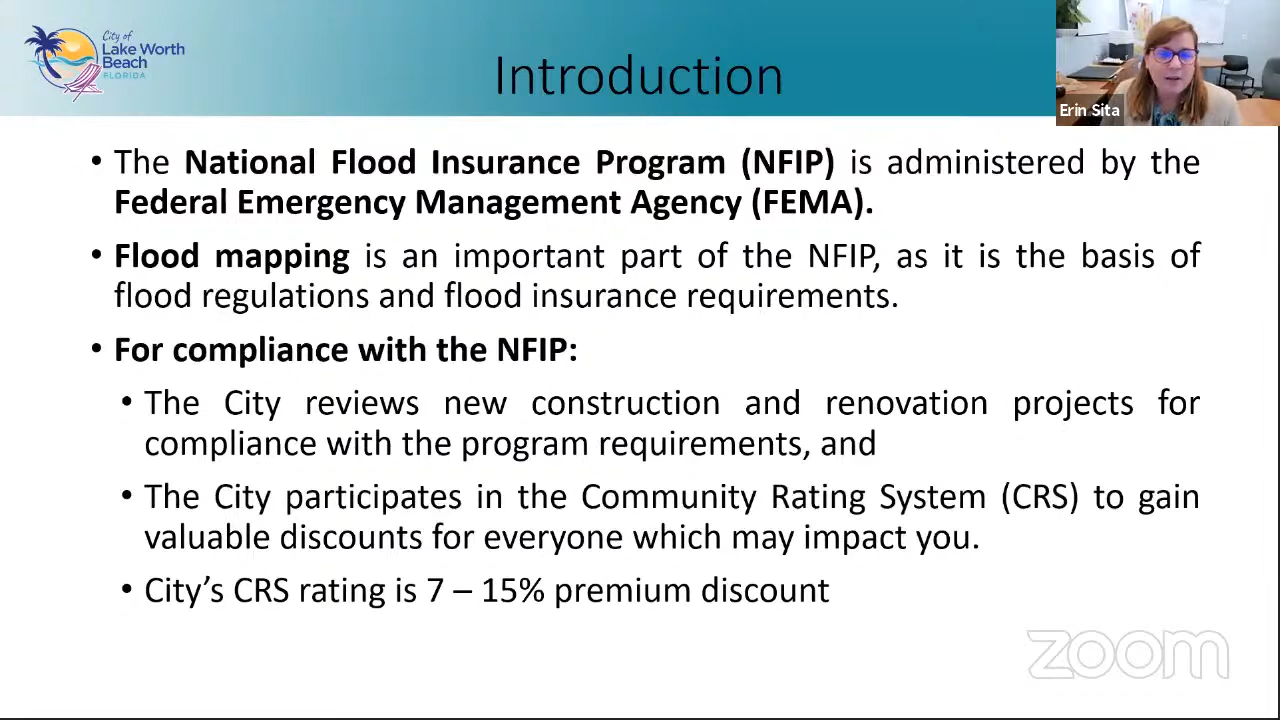 City of
Lake Worth
Beach
FLORIDA
Introduction
Erin Sita
• The National Flood Insurance Program (NFIP) is administered by the
Federal Emergency Management Agency (FEMA).
• Flood mapping is an important part of the NFIP, as it is the basis of
flood regulations and flood insurance requirements.
• For compliance with the NFIP:
• The City reviews new construction and renovation projects for
compliance with the program requirements, and
• The City participates in the Community Rating System (CRS) to gain
valuable discounts for everyone which may impact you.
• City’s CRS rating is 7 – 15% premium discount
zoom